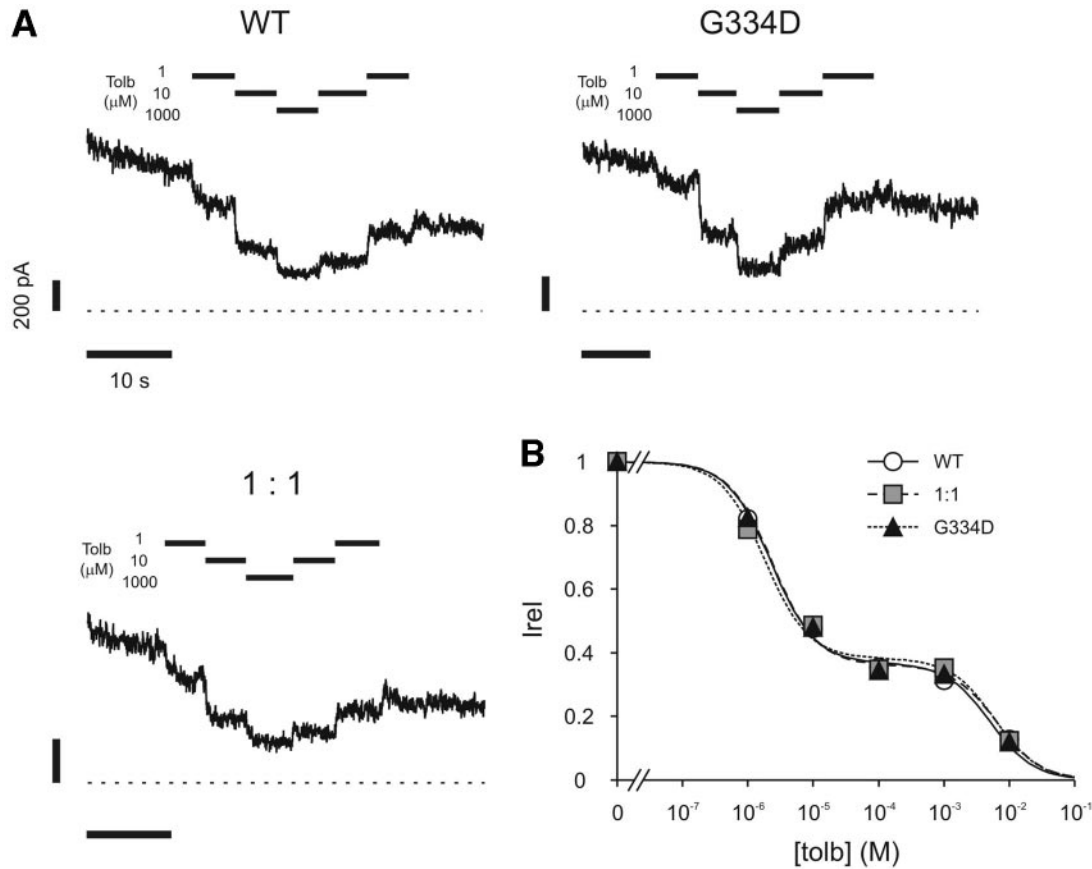 A
WT
G334D
Tolb
(μM)
1
10
1000
Tolb
(μM)
1
10
1000
200 pA
10 s
1 : 1
Tolb
(μM)
1
10
1000
B
WT
1:1
G334D
Irel
1
0.8
0.6
0.4
0.2
0
0 10⁻⁷ 10⁻⁶ 10⁻⁵ 10⁻⁴ 10⁻³ 10⁻² 10⁻¹
[tolb] (M)